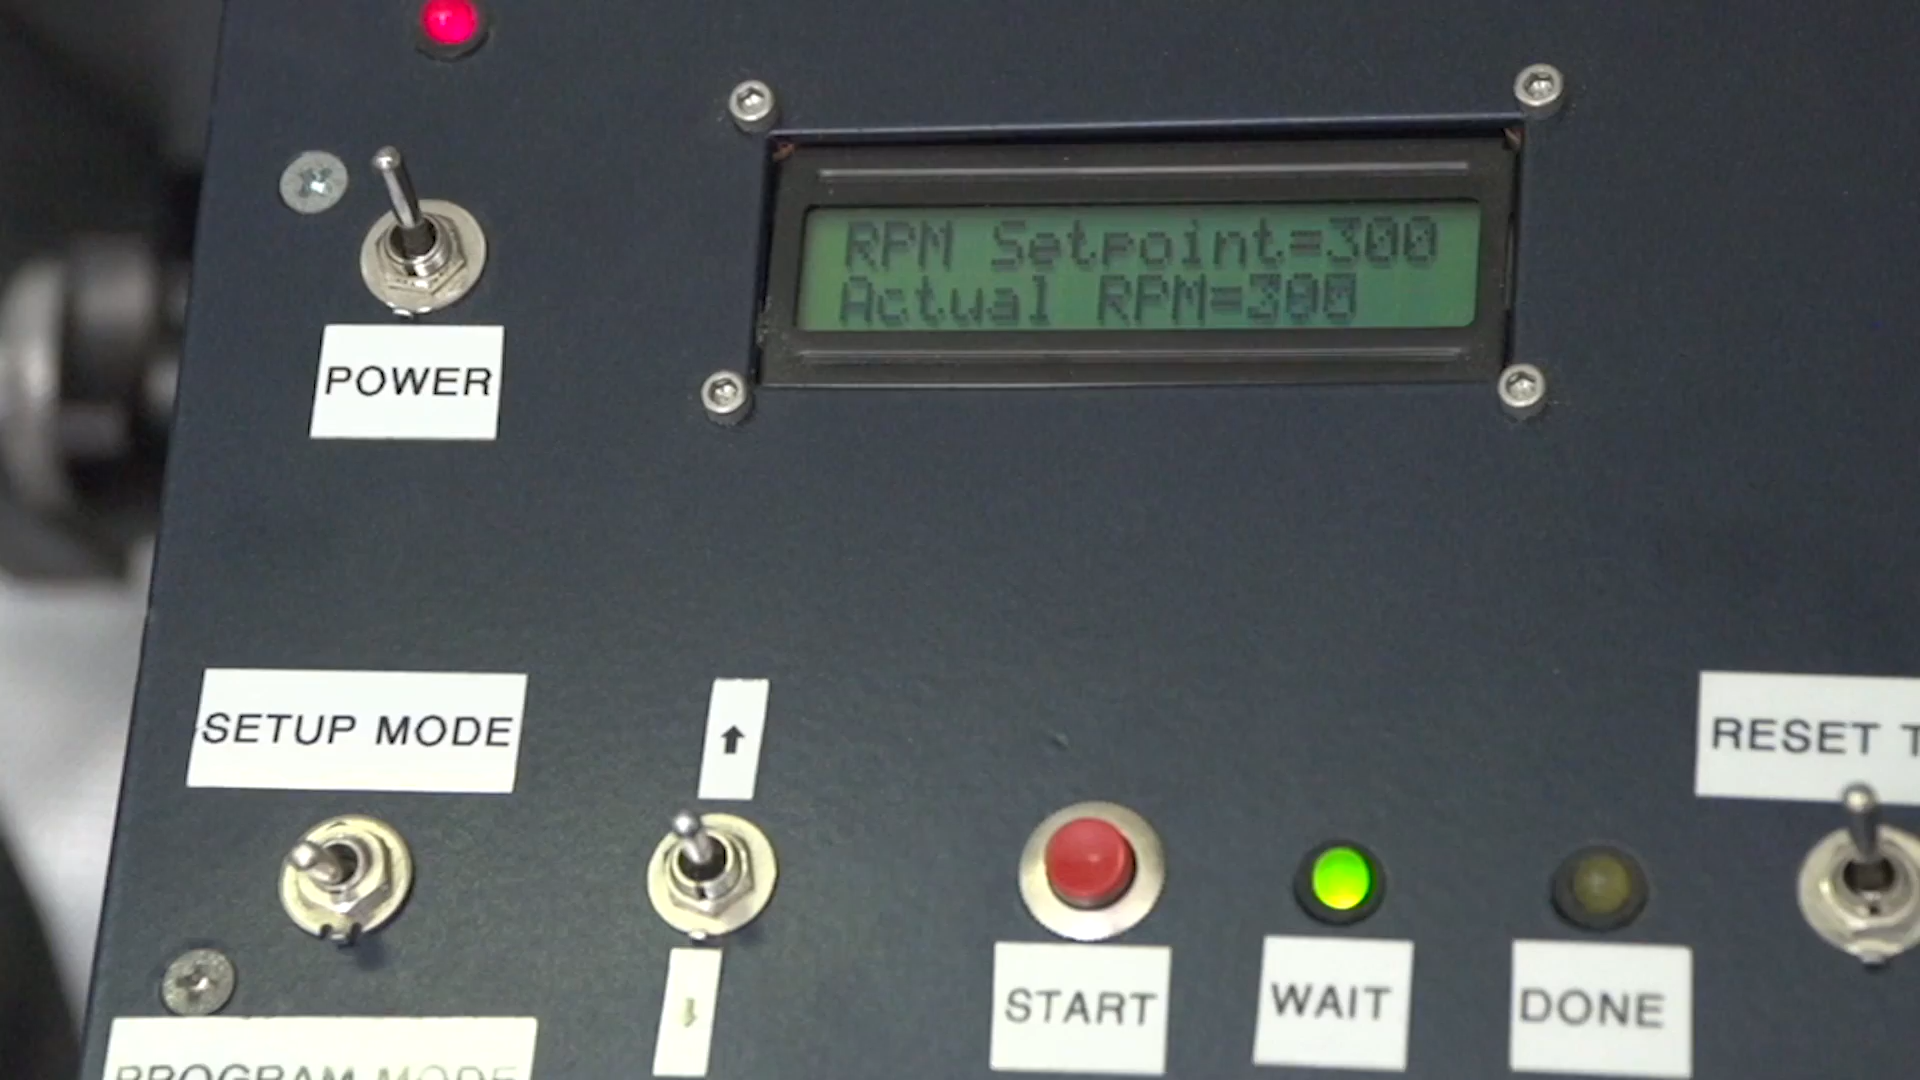 RPM Setpoint=300
Actual RPM=300
POWER
SETUP MODE
RESET T
START
WAIT
DONE
PROGRAM MODE